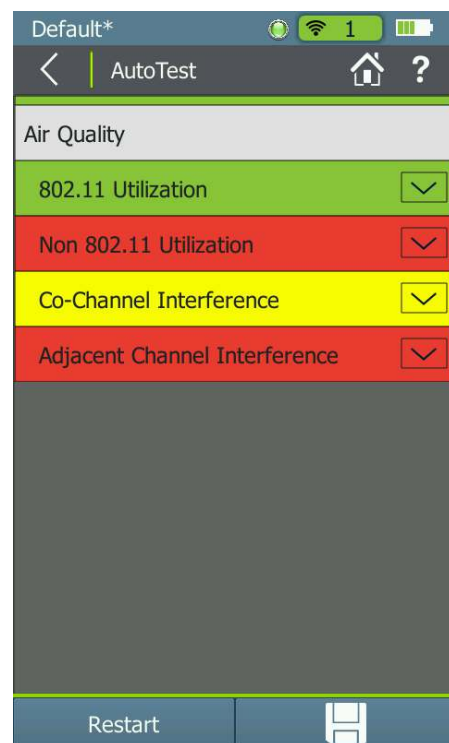 Default*
1
AutoTest
?
Air Quality
802.11 Utilization
Non 802.11 Utilization
Co-Channel Interference
Adjacent Channel Interference
Restart